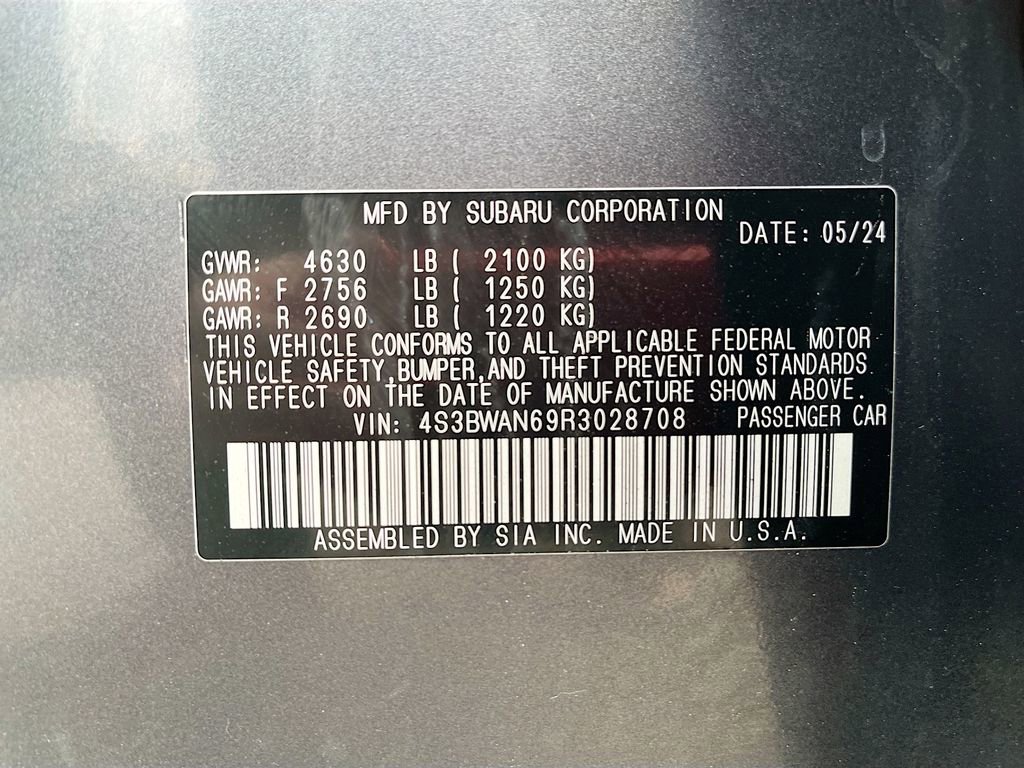 MFD BY SUBARU CORPORATION
DATE: 05/24
GVWR: 4630 LB ( 2100 KG)
GAWR: F 2756 LB ( 1250 KG)
GAWR: R 2690 LB ( 1220 KG)
THIS VEHICLE CONFORMS TO ALL APPLICABLE FEDERAL MOTOR
VEHICLE SAFETY,BUMPER,AND THEFT PREVENTION STANDARDS
IN EFFECT ON THE DATE OF MANUFACTURE SHOWN ABOVE.
VIN: 4S3BWAN69R3028708 PASSENGER CAR
ASSEMBLED BY SIA INC. MADE IN U.S.A.